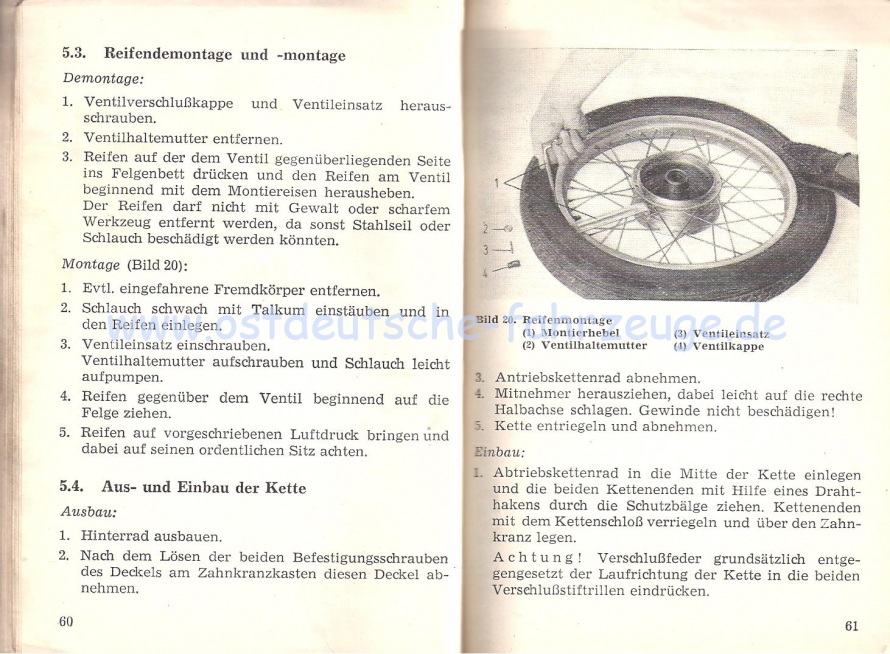 5.3. Reifendemontage und -montage
Demontage:
1. Ventilverschlußkappe und Ventileinsatz heraus-
schrauben.
2. Ventilhaltemutter entfernen.
3. Reifen auf der dem Ventil gegenüberliegenden Seite
ins Felgenbett drücken und den Reifen am Ventil
beginnend mit dem Montiereisen herausheben.
Der Reifen darf nicht mit Gewalt oder scharfem
Werkzeug entfernt werden, da sonst Stahlseil oder
Schlauch beschädigt werden könnten.
Montage (Bild 20):
1. Evtl. eingefahrene Fremdkörper entfernen.
2. Schlauch schwach mit Talkum einstäuben und in
den Reifen einlegen.
3. Ventileinsatz einschrauben.
Ventilhaltemutter aufschrauben und Schlauch leicht
aufpumpen.
4. Reifen gegenüber dem Ventil beginnend auf die
Felge ziehen.
5. Reifen auf vorgeschriebenen Luftdruck bringen und
dabei auf seinen ordentlichen Sitz achten.
5.4. Aus- und Einbau der Kette
Ausbau:
1. Hinterrad ausbauen.
2. Nach dem Lösen der beiden Befestigungsschrauben
des Deckels am Zahnkranzkasten diesen Deckel ab-
nehmen.
60
1
2
3
4
Bild 20. Reifenmontage
(1) Montierhebel (3) Ventileinsatz
(2) Ventilhaltemutter (4) Ventilkappe
3. Antriebskettenrad abnehmen.
4. Mitnehmer herausziehen, dabei leicht auf die rechte
Halbachse schlagen. Gewinde nicht beschädigen!
5. Kette entriegeln und abnehmen.
Einbau:
1. Abtriebskettenrad in die Mitte der Kette einlegen
und die beiden Kettenenden mit Hilfe eines Draht-
hakens durch die Schutzbälge ziehen. Kettenenden
mit dem Kettenschloß verriegeln und über den Zahn-
kranz legen.
Achtung! Verschlußfeder grundsätzlich entge-
gengesetzt der Laufrichtung der Kette in die beiden
Verschlußstiftrillen eindrücken.
61
www.ostdeutsche-fahrzeuge.de